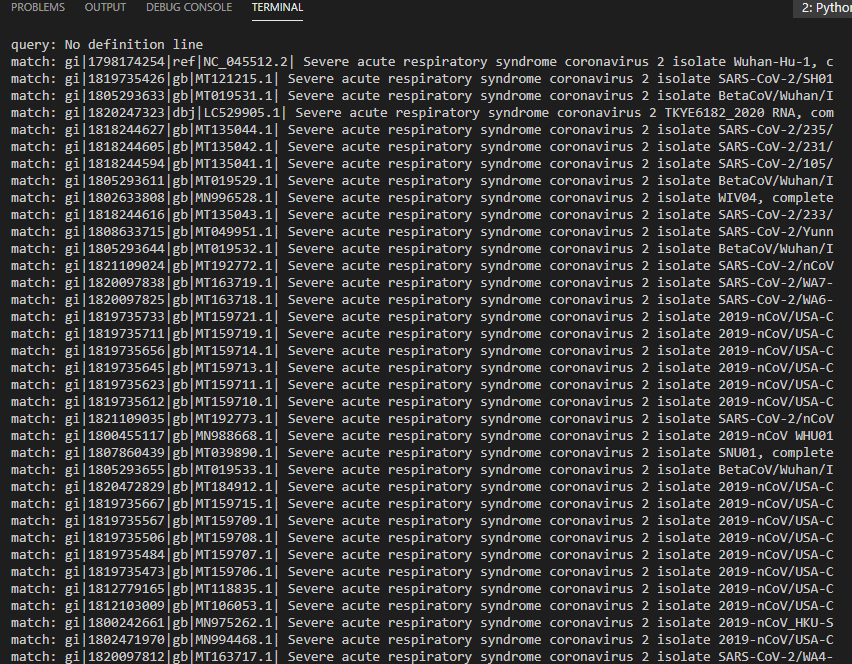 PROBLEMS OUTPUT DEBUG CONSOLE TERMINAL 2: Python
query: No definition line
match: gi|1798174254|ref|NC_045512.2| Severe acute respiratory syndrome coronavirus 2 isolate Wuhan-Hu-1, c
match: gi|1819735426|gb|MT121215.1| Severe acute respiratory syndrome coronavirus 2 isolate SARS-CoV-2/SH01
match: gi|1805293633|gb|MT019531.1| Severe acute respiratory syndrome coronavirus 2 isolate BetaCoV/Wuhan/I
match: gi|1820247323|dbj|LC529905.1| Severe acute respiratory syndrome coronavirus 2 TKYE6182_2020 RNA, com
match: gi|1818244627|gb|MT135044.1| Severe acute respiratory syndrome coronavirus 2 isolate SARS-CoV-2/235/
match: gi|1818244605|gb|MT135042.1| Severe acute respiratory syndrome coronavirus 2 isolate SARS-CoV-2/231/
match: gi|1818244594|gb|MT135041.1| Severe acute respiratory syndrome coronavirus 2 isolate SARS-CoV-2/105/
match: gi|1805293611|gb|MT019529.1| Severe acute respiratory syndrome coronavirus 2 isolate BetaCoV/Wuhan/I
match: gi|1802633808|gb|MN996528.1| Severe acute respiratory syndrome coronavirus 2 isolate WIV04, complete
match: gi|1818244616|gb|MT135043.1| Severe acute respiratory syndrome coronavirus 2 isolate SARS-CoV-2/233/
match: gi|1808633715|gb|MT049951.1| Severe acute respiratory syndrome coronavirus 2 isolate SARS-CoV-2/Yunn
match: gi|1805293644|gb|MT019532.1| Severe acute respiratory syndrome coronavirus 2 isolate BetaCoV/Wuhan/I
match: gi|1821109024|gb|MT192772.1| Severe acute respiratory syndrome coronavirus 2 isolate SARS-CoV-2/nCoV
match: gi|1820097838|gb|MT163719.1| Severe acute respiratory syndrome coronavirus 2 isolate SARS-CoV-2/WA7-
match: gi|1820097825|gb|MT163718.1| Severe acute respiratory syndrome coronavirus 2 isolate SARS-CoV-2/WA6-
match: gi|1819735733|gb|MT159721.1| Severe acute respiratory syndrome coronavirus 2 isolate 2019-nCoV/USA-C
match: gi|1819735711|gb|MT159719.1| Severe acute respiratory syndrome coronavirus 2 isolate 2019-nCoV/USA-C
match: gi|1819735656|gb|MT159714.1| Severe acute respiratory syndrome coronavirus 2 isolate 2019-nCoV/USA-C
match: gi|1819735645|gb|MT159713.1| Severe acute respiratory syndrome coronavirus 2 isolate 2019-nCoV/USA-C
match: gi|1819735623|gb|MT159711.1| Severe acute respiratory syndrome coronavirus 2 isolate 2019-nCoV/USA-C
match: gi|1819735612|gb|MT159710.1| Severe acute respiratory syndrome coronavirus 2 isolate 2019-nCoV/USA-C
match: gi|1821109035|gb|MT192773.1| Severe acute respiratory syndrome coronavirus 2 isolate SARS-CoV-2/nCoV
match: gi|1800455117|gb|MN988668.1| Severe acute respiratory syndrome coronavirus 2 isolate 2019-nCoV WHU01
match: gi|1807860439|gb|MT039890.1| Severe acute respiratory syndrome coronavirus 2 isolate SNU01, complete
match: gi|1805293655|gb|MT019533.1| Severe acute respiratory syndrome coronavirus 2 isolate BetaCoV/Wuhan/I
match: gi|1820472829|gb|MT184912.1| Severe acute respiratory syndrome coronavirus 2 isolate 2019-nCoV/USA-C
match: gi|1819735667|gb|MT159715.1| Severe acute respiratory syndrome coronavirus 2 isolate 2019-nCoV/USA-C
match: gi|1819735567|gb|MT159709.1| Severe acute respiratory syndrome coronavirus 2 isolate 2019-nCoV/USA-C
match: gi|1819735506|gb|MT159708.1| Severe acute respiratory syndrome coronavirus 2 isolate 2019-nCoV/USA-C
match: gi|1819735484|gb|MT159707.1| Severe acute respiratory syndrome coronavirus 2 isolate 2019-nCoV/USA-C
match: gi|1819735473|gb|MT159706.1| Severe acute respiratory syndrome coronavirus 2 isolate 2019-nCoV/USA-C
match: gi|1812779165|gb|MT118835.1| Severe acute respiratory syndrome coronavirus 2 isolate 2019-nCoV/USA-C
match: gi|1812103009|gb|MT106053.1| Severe acute respiratory syndrome coronavirus 2 isolate 2019-nCoV/USA-C
match: gi|1800242661|gb|MN975262.1| Severe acute respiratory syndrome coronavirus 2 isolate 2019-nCoV_HKU-S
match: gi|1802471970|gb|MN994468.1| Severe acute respiratory syndrome coronavirus 2 isolate 2019-nCoV/USA-C
match: gi|1820097812|gb|MT163717.1| Severe acute respiratory syndrome coronavirus 2 isolate SARS-CoV-2/WA4-